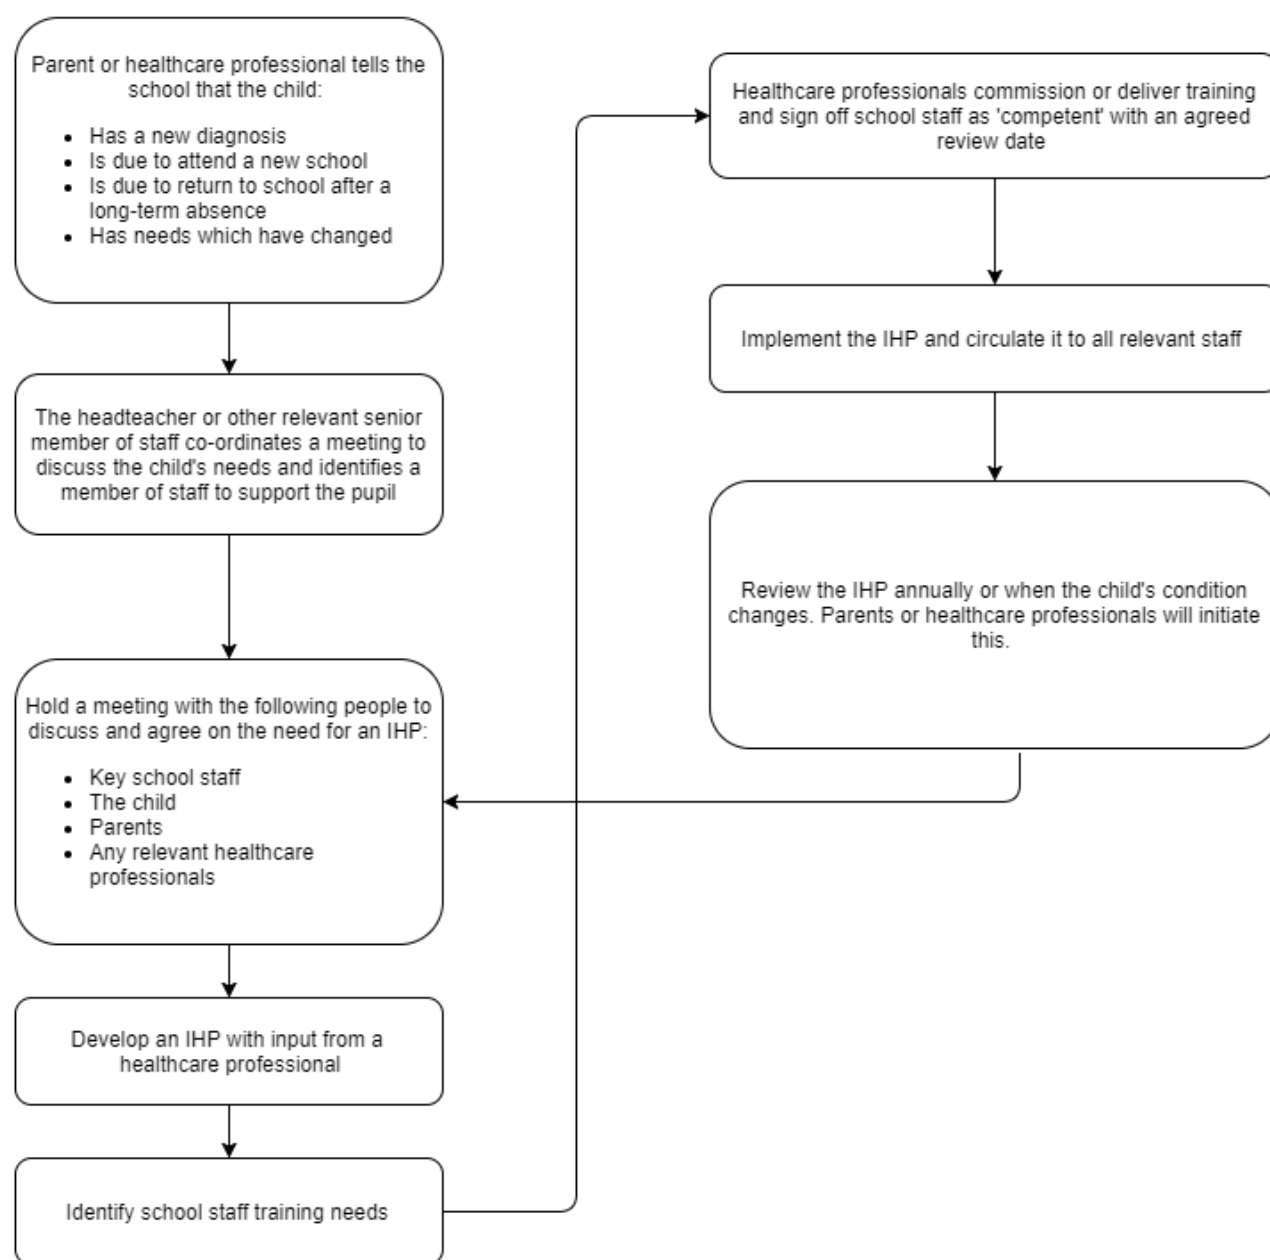 Parent or healthcare professional tells the
school that the child:
• Has a new diagnosis
• Is due to attend a new school
• Is due to return to school after a
long-term absence
• Has needs which have changed
The headteacher or other relevant senior
member of staff co-ordinates a meeting to
discuss the child's needs and identifies a
member of staff to support the pupil
Hold a meeting with the following people to
discuss and agree on the need for an IHP:
• Key school staff
• The child
• Parents
• Any relevant healthcare
professionals
Develop an IHP with input from a
healthcare professional
Identify school staff training needs
Healthcare professionals commission or deliver training
and sign off school staff as 'competent' with an agreed
review date
Implement the IHP and circulate it to all relevant staff
Review the IHP annually or when the child's condition
changes. Parents or healthcare professionals will initiate
this.